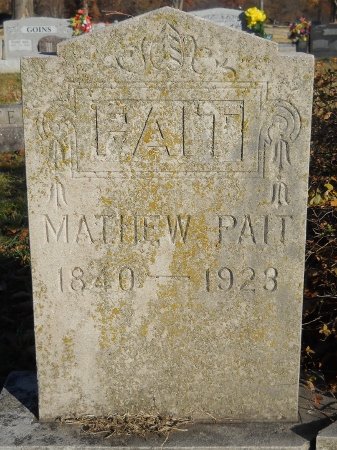 GOINS
PAIT
MATHEW PAIT
1840 — 1923